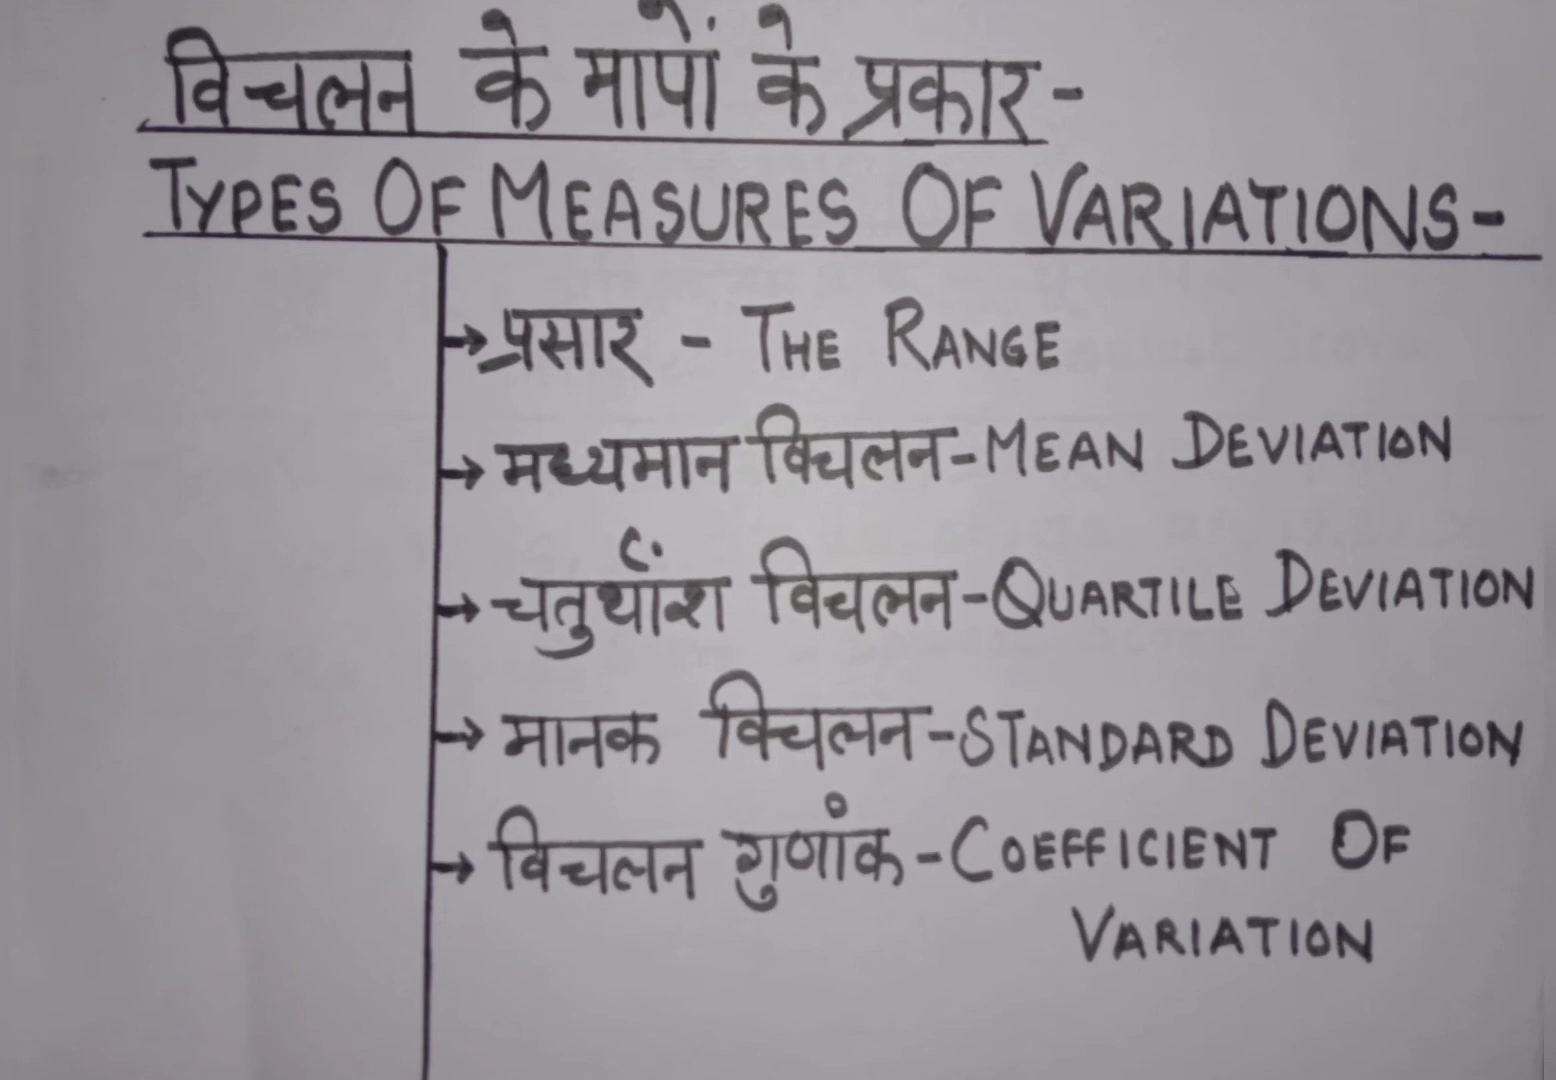 विचलन के मापों के प्रकार-
TYPES OF MEASURES OF VARIATIONS-
→प्रसार - THE RANGE
→मध्यमान विचलन-MEAN DEVIATION
→चतुर्थांश विचलन-QUARTILE DEVIATION
→मानक विचलन-STANDARD DEVIATION
→विचलन गुणांक-COEFFICIENT OF
VARIATION